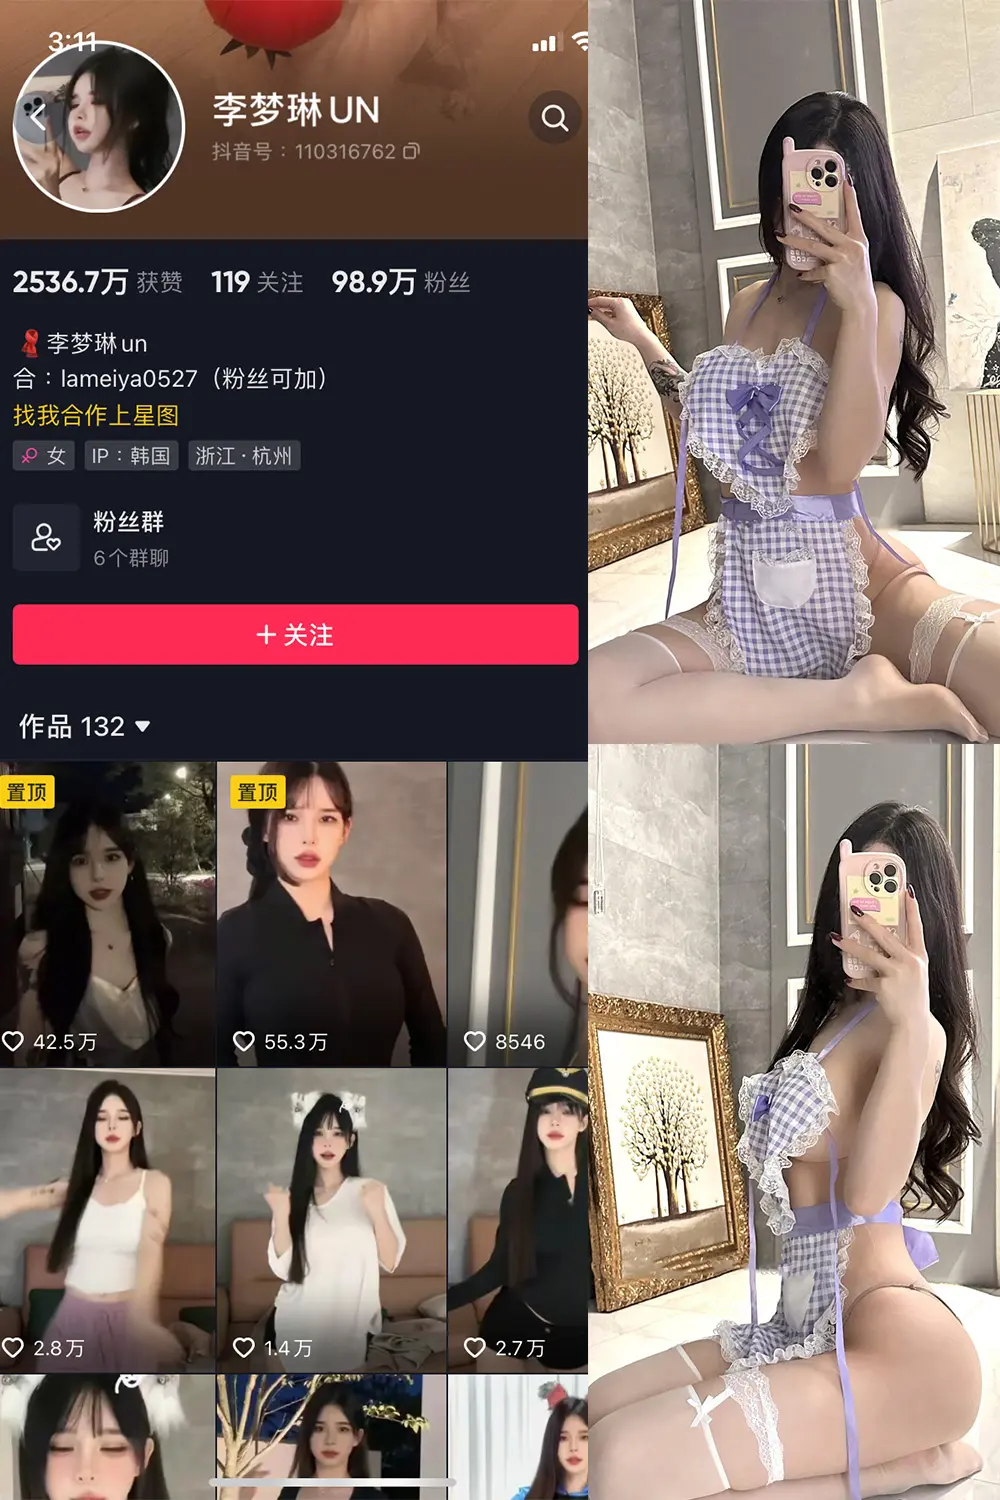 3:11
李梦琳UN
抖音号：110316762
2536.7万 获赞 119 关注 98.9万 粉丝
李梦琳un
合：lameiya0527（粉丝可加）
找我合作上星图
女 IP：韩国 浙江·杭州
粉丝群
6个群聊
＋关注
作品 132
置顶 置顶
42.5万 55.3万 8546
2.8万 1.4万 2.7万